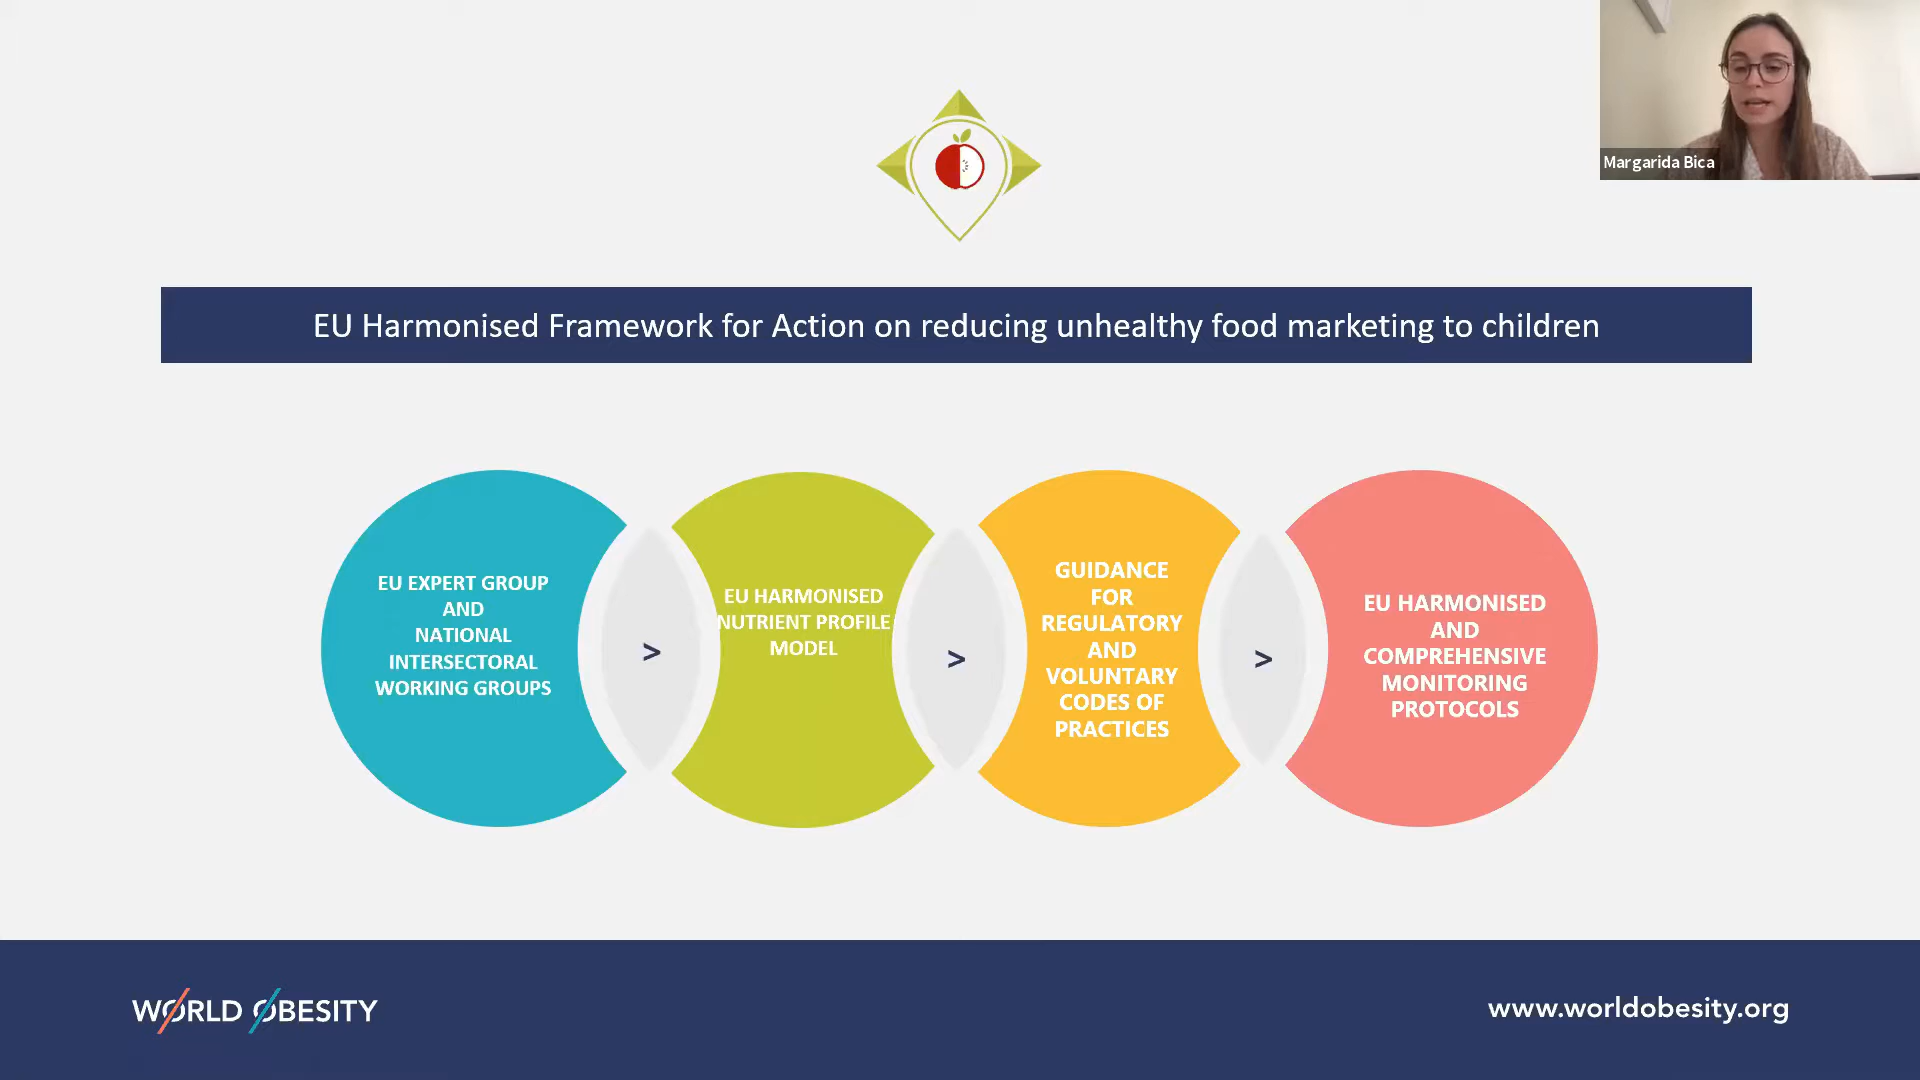 Margarida Bica
EU Harmonised Framework for Action on reducing unhealthy food marketing to children
EU EXPERT GROUP
AND
NATIONAL
INTERSECTORAL
WORKING GROUPS
>
EU HARMONISED
NUTRIENT PROFILE
MODEL
>
GUIDANCE
FOR
REGULATORY
AND
VOLUNTARY
CODES OF
PRACTICES
>
EU HARMONISED
AND
COMPREHENSIVE
MONITORING
PROTOCOLS
WORLD OBESITY
www.worldobesity.org